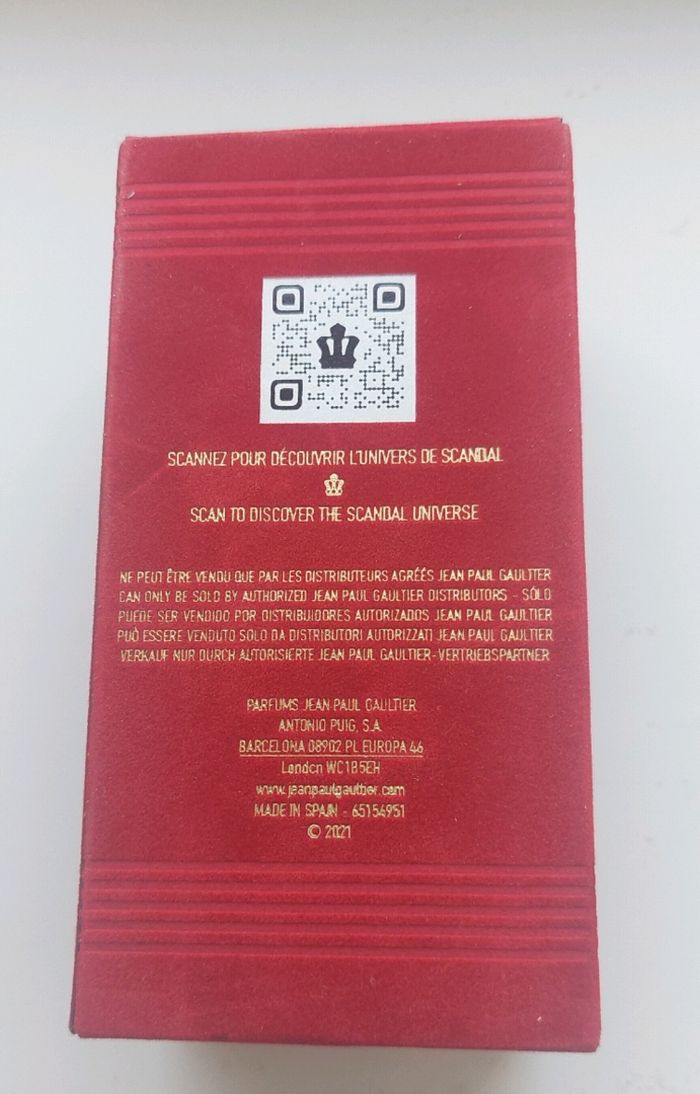 SCANNEZ POUR DÉCOUVRIR L'UNIVERS DE SCANDAL
SCAN TO DISCOVER THE SCANDAL UNIVERSE
NE PEUT ÊTRE VENDU QUE PAR LES DISTRIBUTEURS AGRÉÉS JEAN PAUL GAULTIER
CAN ONLY BE SOLD BY AUTHORIZED JEAN PAUL GAULTIER DISTRIBUTORS - SÓLO
PUEDE SER VENDIDO POR DISTRIBUIDORES AUTORIZADOS JEAN PAUL GAULTIER
PUÒ ESSERE VENDUTO SOLO DA DISTRIBUTORI AUTORIZZATI JEAN PAUL GAULTIER
VERKAUF NUR DURCH AUTORISIERTE JEAN PAUL GAULTIER-VERTRIEBSPARTNER
PARFUMS JEAN PAUL GAULTIER
ANTONIO PUIG, S.A.
BARCELONA 08902 PL EUROPA 46
London WC1B5EH
www.jeanpaulgaultier.com
MADE IN SPAIN - 65154951
© 2021